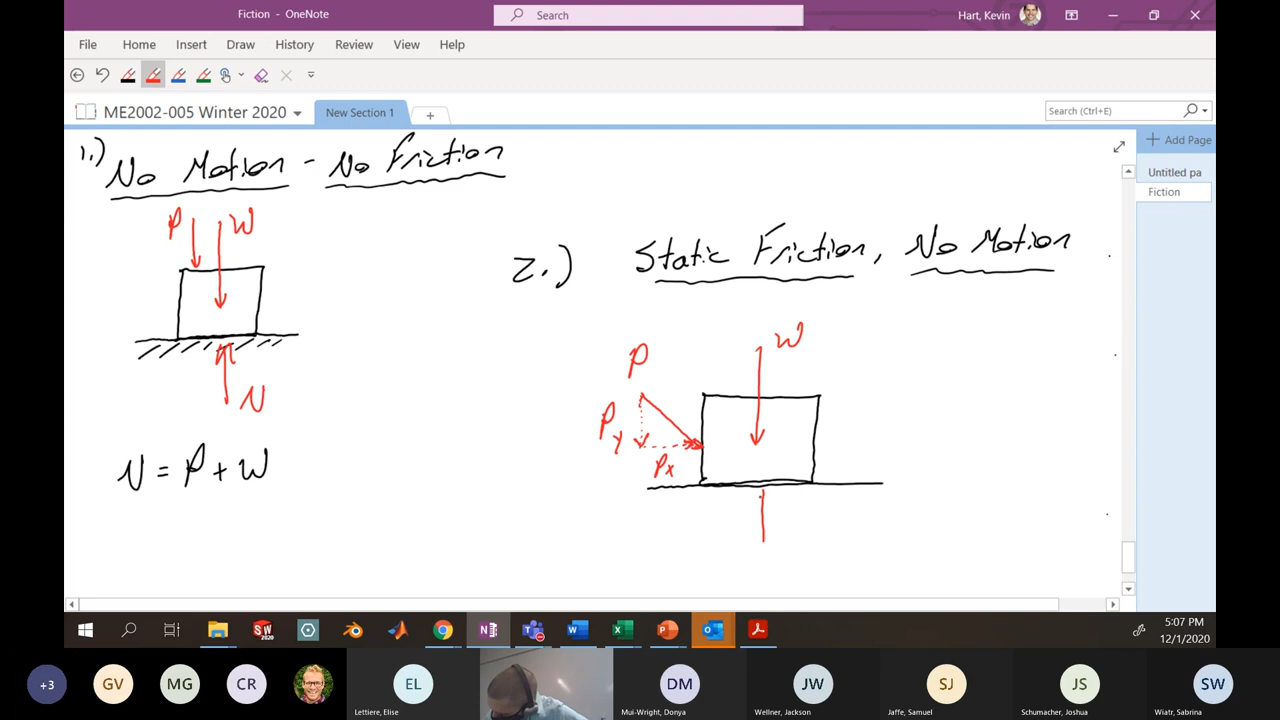 Fiction - OneNote
Search
Hart, Kevin
File Home Insert Draw History Review View Help
ME2002-005 Winter 2020
New Section 1
Search (Ctrl+E)
Add Page
Untitled pa
Fiction
1.) No Motion - No Friction
P W
N
N = P + W
2.) Static Friction, No Motion
W
P
Py
Px
SW
2020
5:07 PM
12/1/2020
+3 GV MG CR EL DM JW SJ JS SW
Lettiere, Elise
Mui-Wright, Donya
Wellner, Jackson
Jaffe, Samuel
Schumacher, Joshua
Wiatr, Sabrina